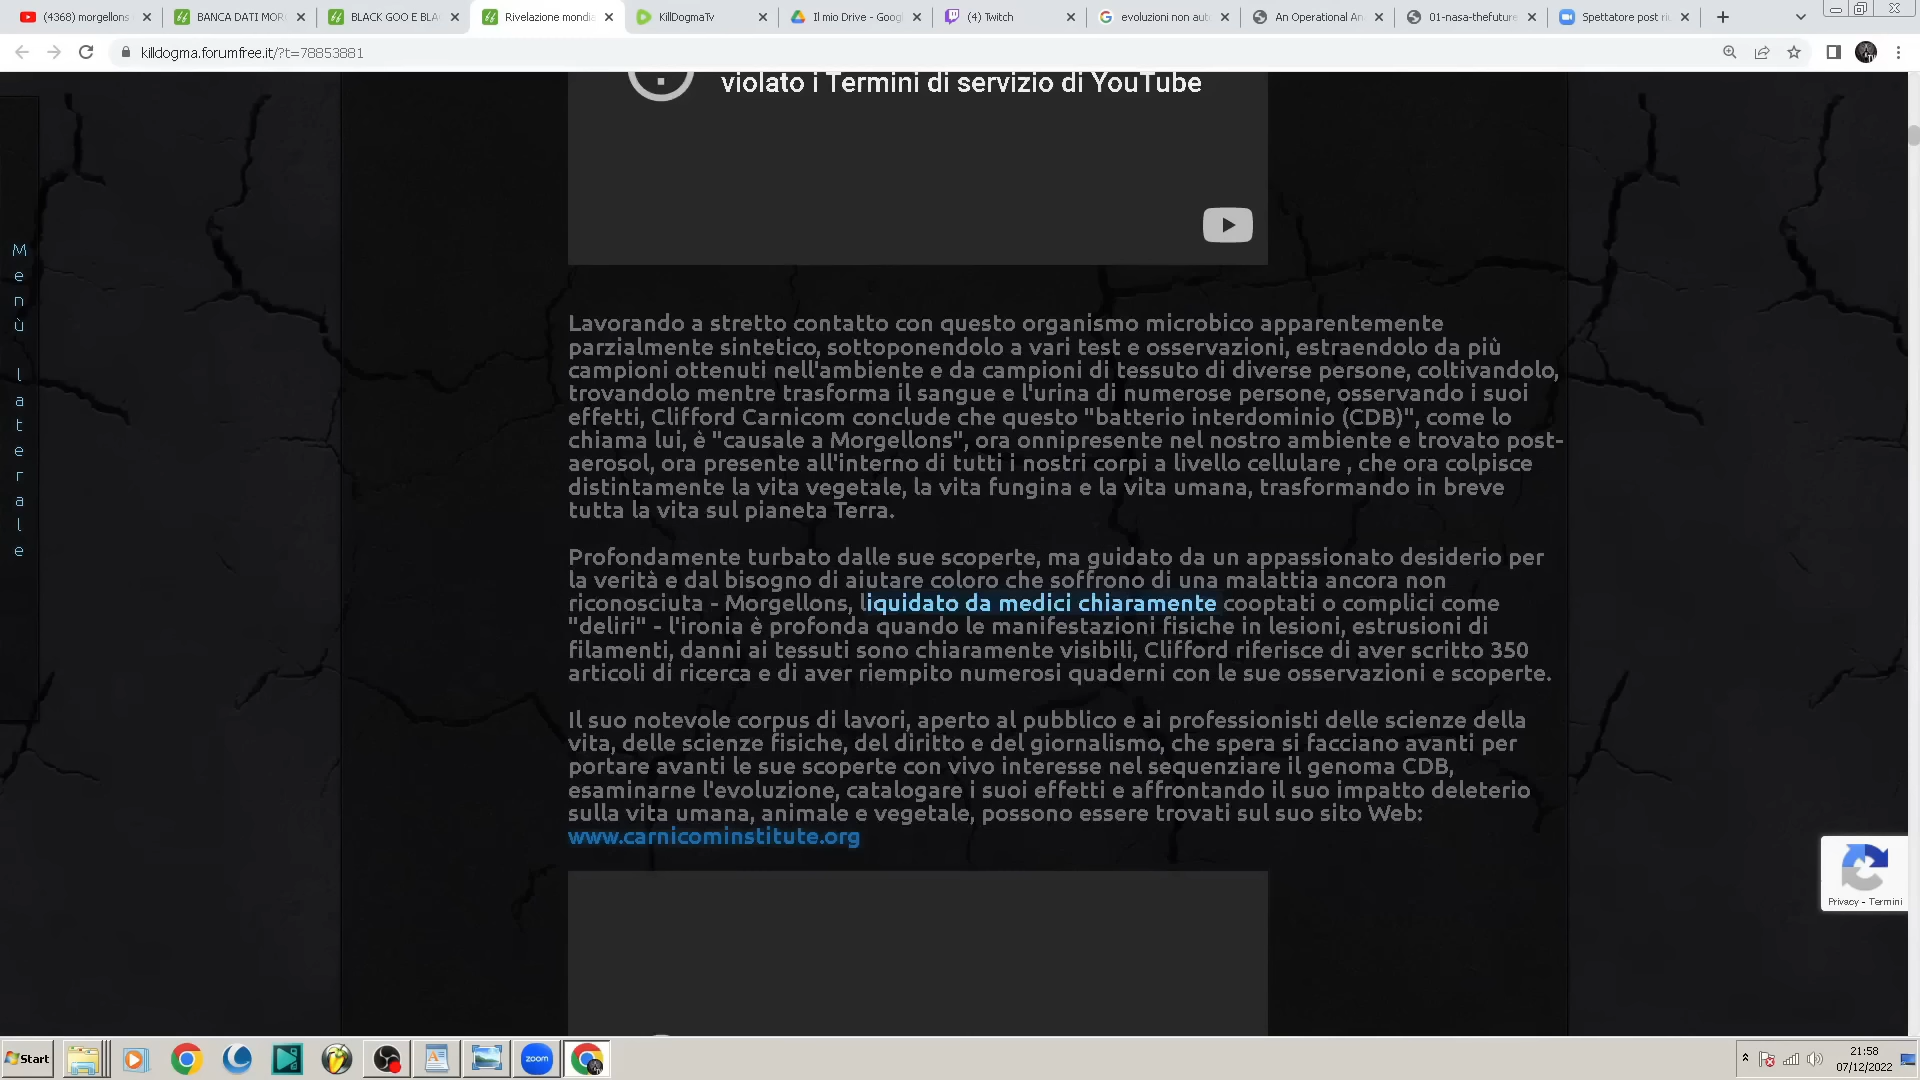 (4368) morgellons
BANCA DATI MOR
BLACK GOO E BLA
Rivelazione mondia
KillDogmaTv
Il mio Drive - Goog
(4) Twitch
evoluzioni non aut
An Operational An
01-nasa-thefuture
Spettatore post ri
killdogma.forumfree.it/?t=78853881
violato i Termini di servizio di YouTube
Menù laterale
Lavorando a stretto contatto con questo organismo microbico apparentemente
parzialmente sintetico, sottoponendolo a vari test e osservazioni, estraendolo da più
campioni ottenuti nell'ambiente e da campioni di tessuto di diverse persone, coltivandolo,
trovandolo mentre trasforma il sangue e l'urina di numerose persone, osservando i suoi
effetti, Clifford Carnicom conclude che questo "batterio interdominio (CDB)", come lo
chiama lui, è "causale a Morgellons", ora onnipresente nel nostro ambiente e trovato post-
aerosol, ora presente all'interno di tutti i nostri corpi a livello cellulare , che ora colpisce
distintamente la vita vegetale, la vita fungina e la vita umana, trasformando in breve
tutta la vita sul pianeta Terra.
Profondamente turbato dalle sue scoperte, ma guidato da un appassionato desiderio per
la verità e dal bisogno di aiutare coloro che soffrono di una malattia ancora non
riconosciuta - Morgellons, liquidato da medici chiaramente cooptati o complici come
"deliri" - l'ironia è profonda quando le manifestazioni fisiche in lesioni, estrusioni di
filamenti, danni ai tessuti sono chiaramente visibili, Clifford riferisce di aver scritto 350
articoli di ricerca e di aver riempito numerosi quaderni con le sue osservazioni e scoperte.
Il suo notevole corpus di lavori, aperto al pubblico e ai professionisti delle scienze della
vita, delle scienze fisiche, del diritto e del giornalismo, che spera si facciano avanti per
portare avanti le sue scoperte con vivo interesse nel sequenziare il genoma CDB,
esaminarne l'evoluzione, catalogare i suoi effetti e affrontando il suo impatto deleterio
sulla vita umana, animale e vegetale, possono essere trovati sul suo sito Web:
www.carnicominstitute.org
Privacy - Termini
Start
zoom
21:58
07/12/2022